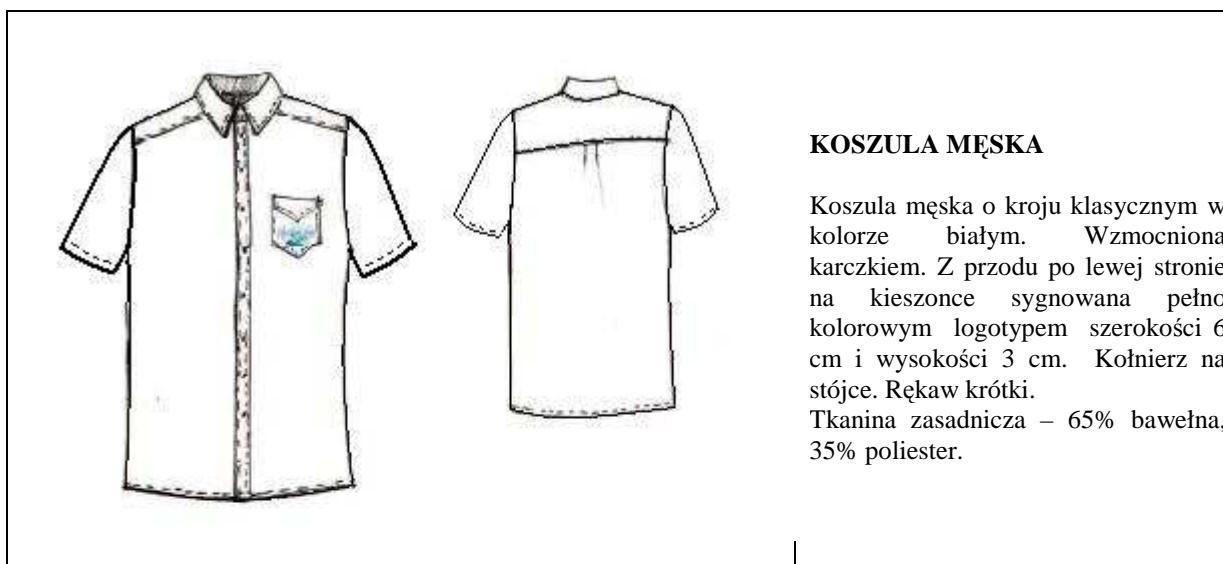 KOSZULA MĘSKA
Koszula męska o kroju klasycznym w
kolorze białym. Wzmocniona
karczkiem. Z przodu po lewej stronie
na kieszonce sygnowana pełno
kolorowym logotypem szerokości 6
cm i wysokości 3 cm. Kołnierz na
stójce. Rękaw krótki.
Tkanina zasadnicza – 65% bawełna,
35% poliester.